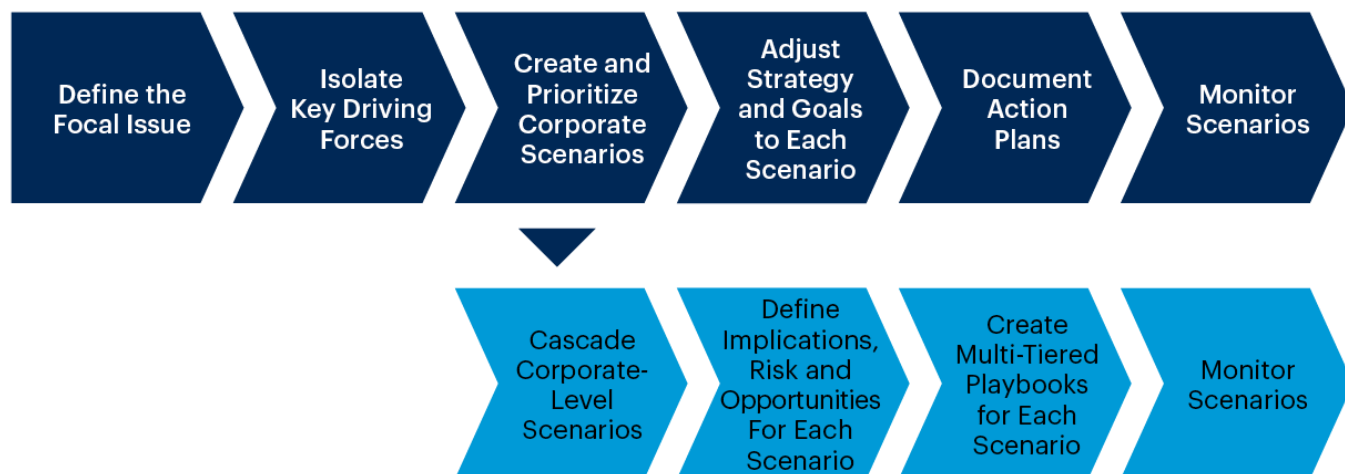 Define the
Focal Issue
Isolate
Key Driving
Forces
Create and
Prioritize
Corporate
Scenarios
Adjust
Strategy
and Goals
to Each
Scenario
Document
Action
Plans
Monitor
Scenarios
Cascade
Corporate-
Level
Scenarios
Define
Implications,
Risk and
Opportunities
For Each
Scenario
Create
Multi-Tiered
Playbooks
for Each
Scenario
Monitor
Scenarios